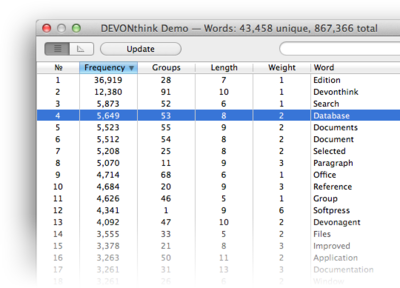 DEVONthink Demo — Words: 43,458 unique, 867,366 total
Update
№ Frequency Groups Length Weight Word
1 36,919 28 7 1 Edition
2 12,380 91 10 1 Devonthink
3 5,873 52 6 1 Search
4 5,649 53 8 2 Database
5 5,523 55 9 2 Documents
6 5,512 54 8 2 Document
7 5,208 25 8 2 Selected
8 5,070 11 9 3 Paragraph
9 4,714 68 6 1 Office
10 4,684 20 9 3 Reference
11 4,626 46 5 1 Group
12 4,341 1 9 6 Softpress
13 4,092 47 10 2 Devonagent
14 3,555 33 5 2 Files
15 3,378 21 8 3 Improved
16 3,263 50 11 2 Application
17 3,261 31 13 3 Documentation
Window